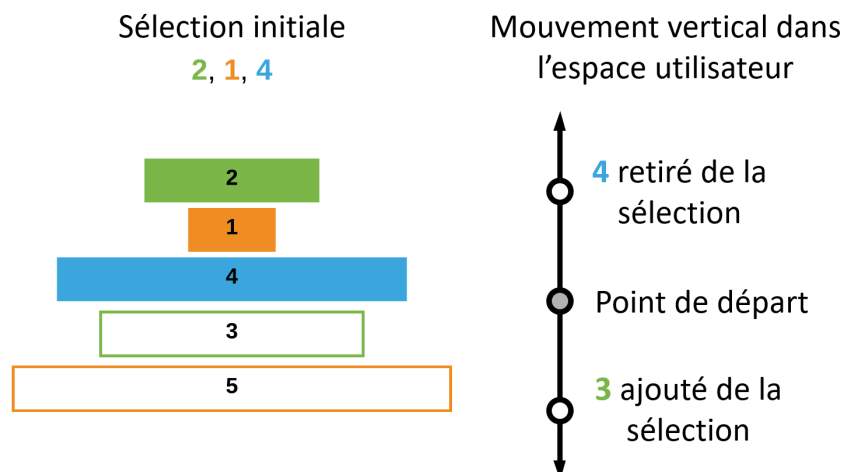 Sélection initiale
2, 1, 4
2
1
4
3
5
Mouvement vertical dans
l’espace utilisateur
4 retiré de la
sélection
Point de départ
3 ajouté de la
sélection